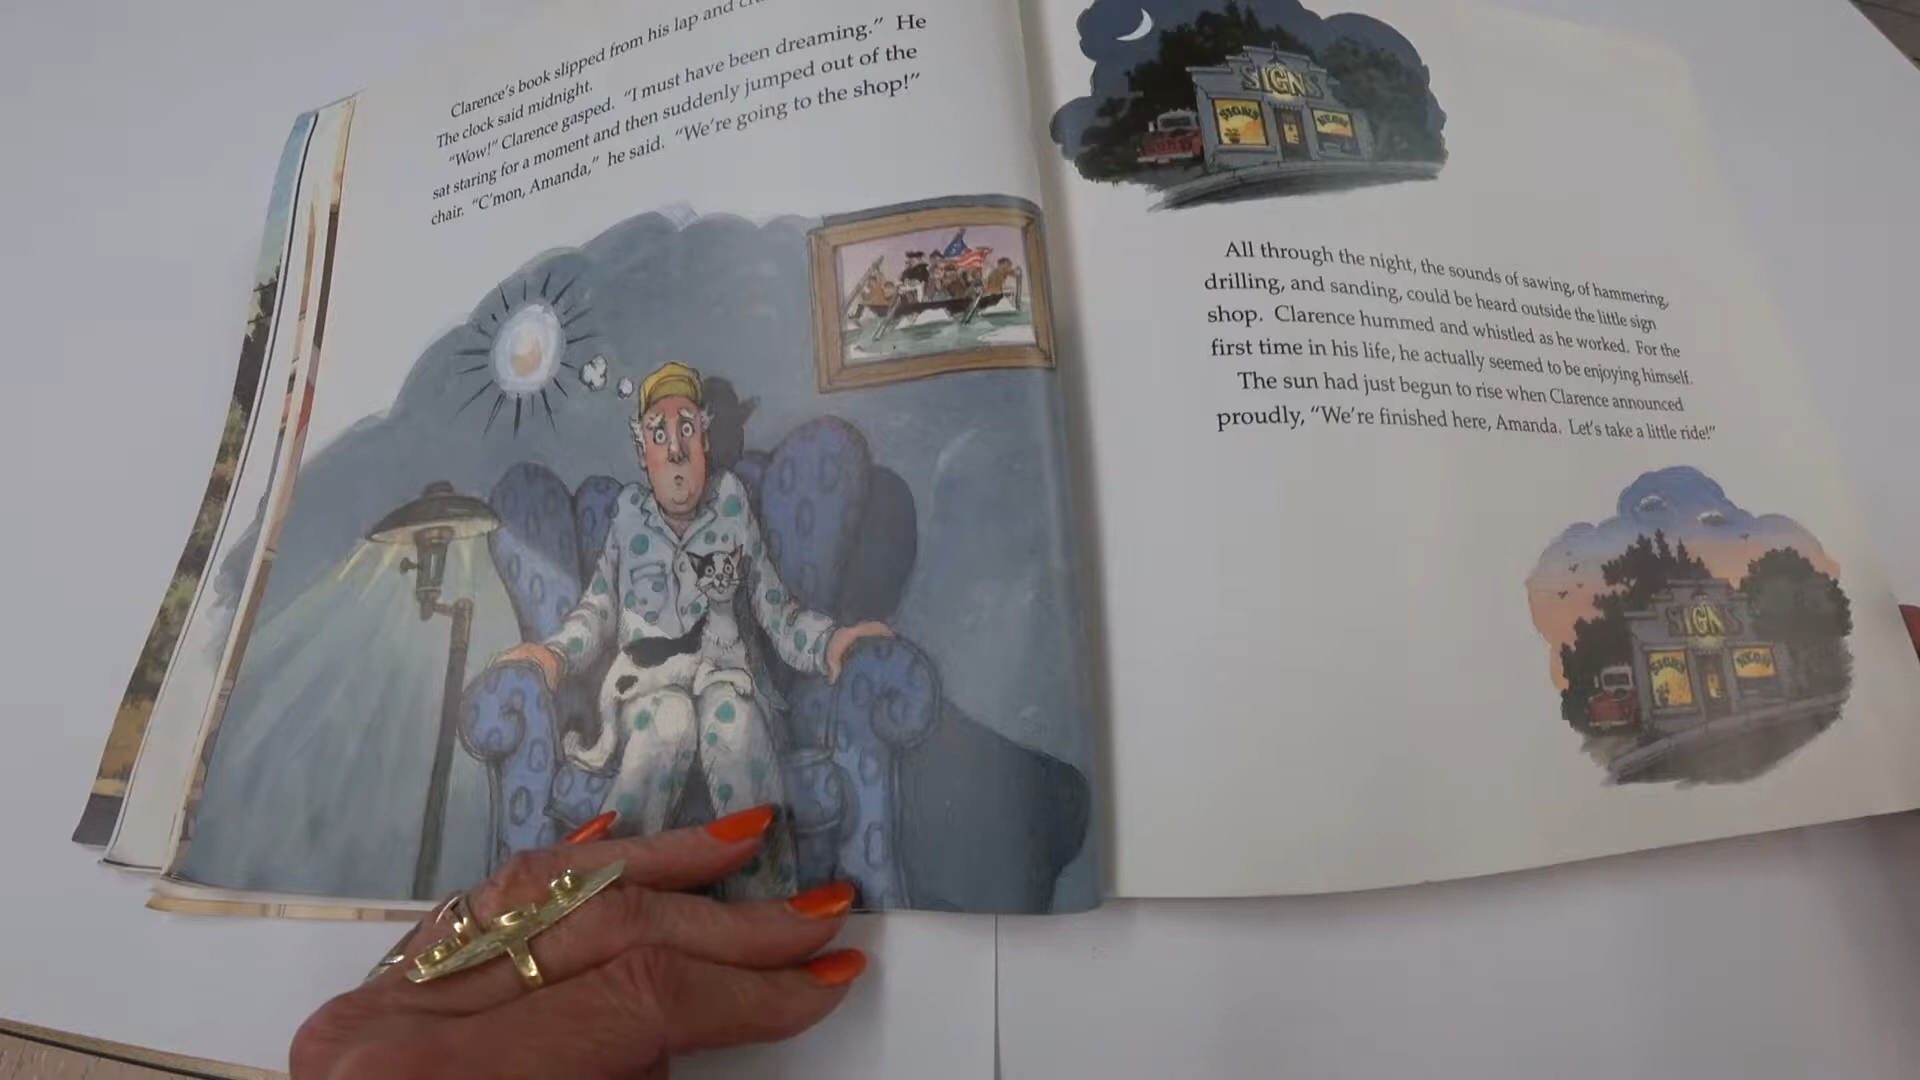 Clarence's book slipped from his lap and
The clock said midnight.
"Wow!" Clarence gasped. "I must have been dreaming." He
sat staring for a moment and then suddenly jumped out of the
chair. "C'mon, Amanda," he said. "We're going to the shop!"
SIGNS
SIGNS
NEON
All through the night, the sounds of sawing, of hammering,
drilling, and sanding, could be heard outside the little sign
shop. Clarence hummed and whistled as he worked. For the
first time in his life, he actually seemed to be enjoying himself.
The sun had just begun to rise when Clarence announced
proudly, "We're finished here, Amanda. Let's take a little ride!"
SIGNS
SIGNS
NEON